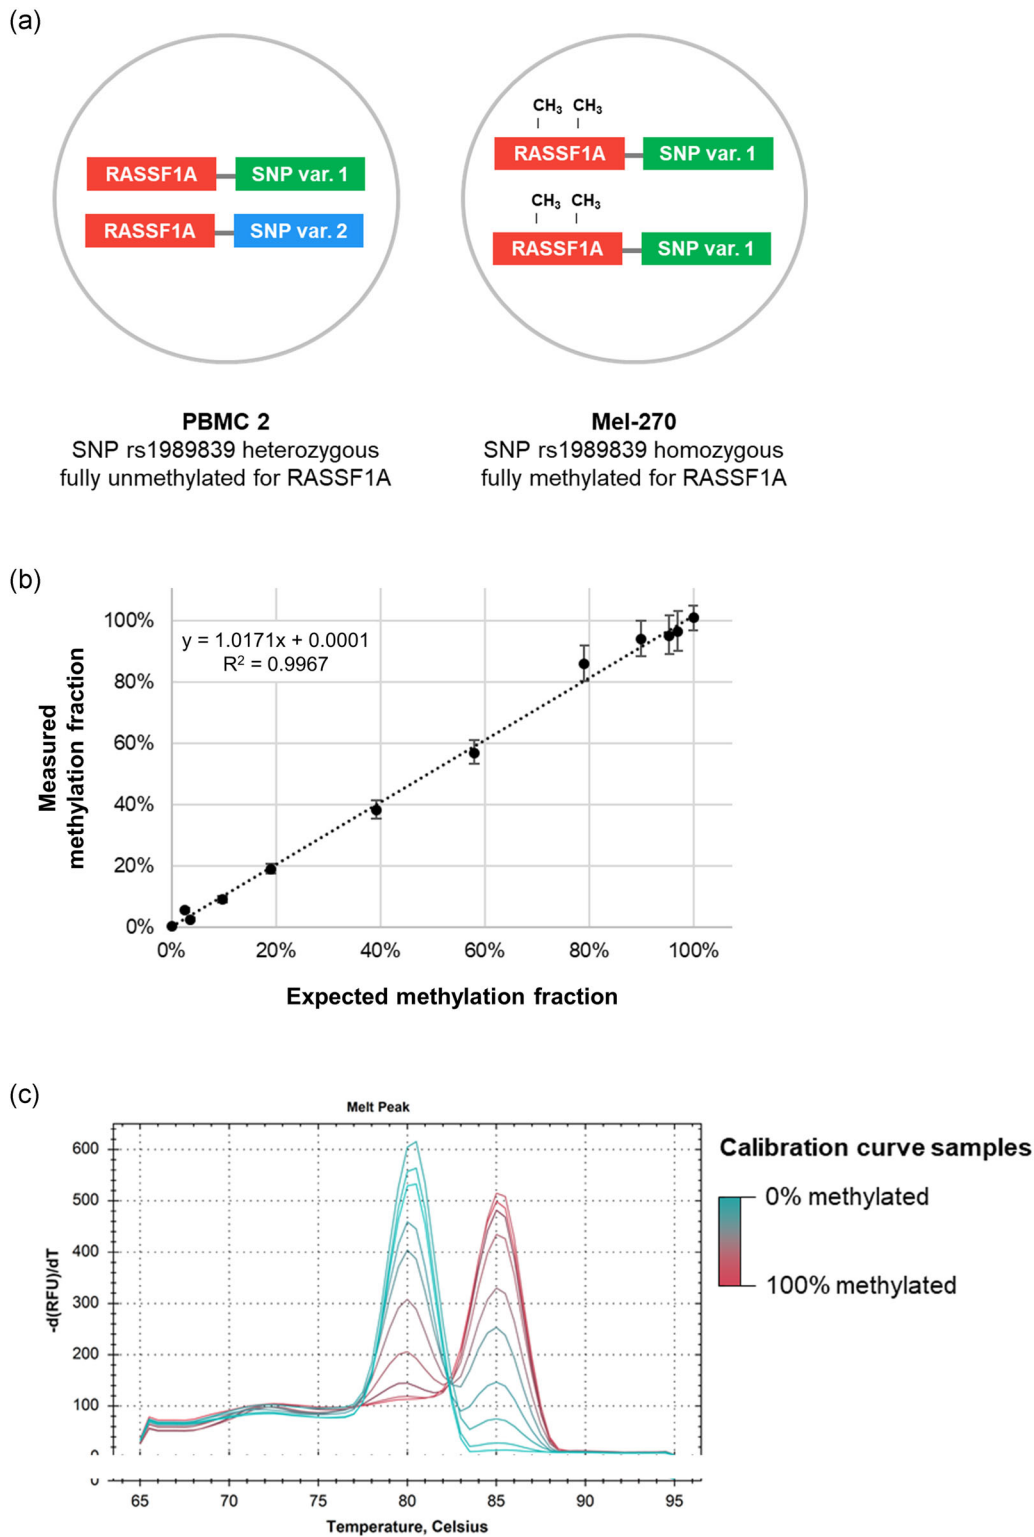 (a)
CH3 CH3
RASSF1A SNP var. 1
RASSF1A SNP var. 1
CH3 CH3
RASSF1A SNP var. 2
RASSF1A SNP var. 1
PBMC 2
SNP rs1989839 heterozygous
fully unmethylated for RASSF1A
Mel-270
SNP rs1989839 homozygous
fully methylated for RASSF1A
(b)
100%
80%
60%
40%
20%
0%
y = 1.0171x + 0.0001
R² = 0.9967
Measured
methylation fraction
0% 20% 40% 60% 80% 100%
Expected methylation fraction
(c)
Melt Peak
600
500
400
300
200
100
0
-d(RFU)/dT
65 70 75 80 85 90 95
Temperature, Celsius
Calibration curve samples
0% methylated
100% methylated